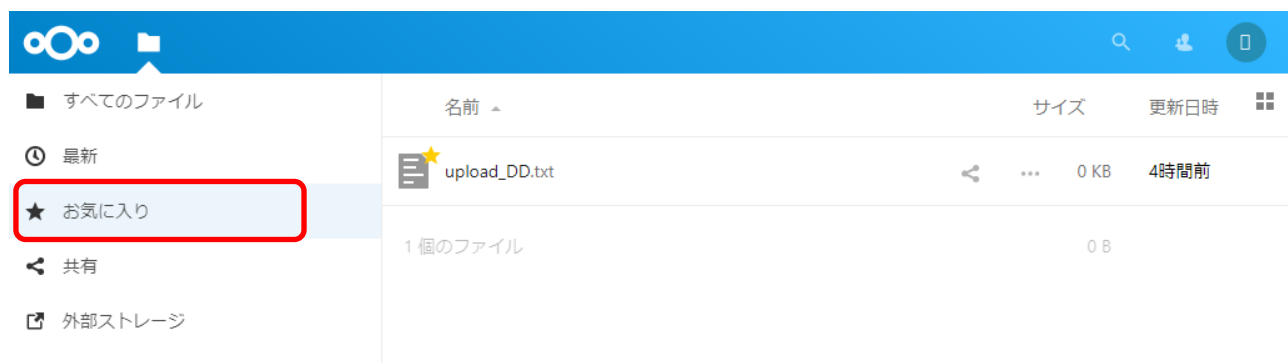 すべてのファイル
名前 サイズ 更新日時
最新
upload_DD.txt 0 KB 4時間前
お気に入り
1 個のファイル 0 B
共有
外部ストレージ